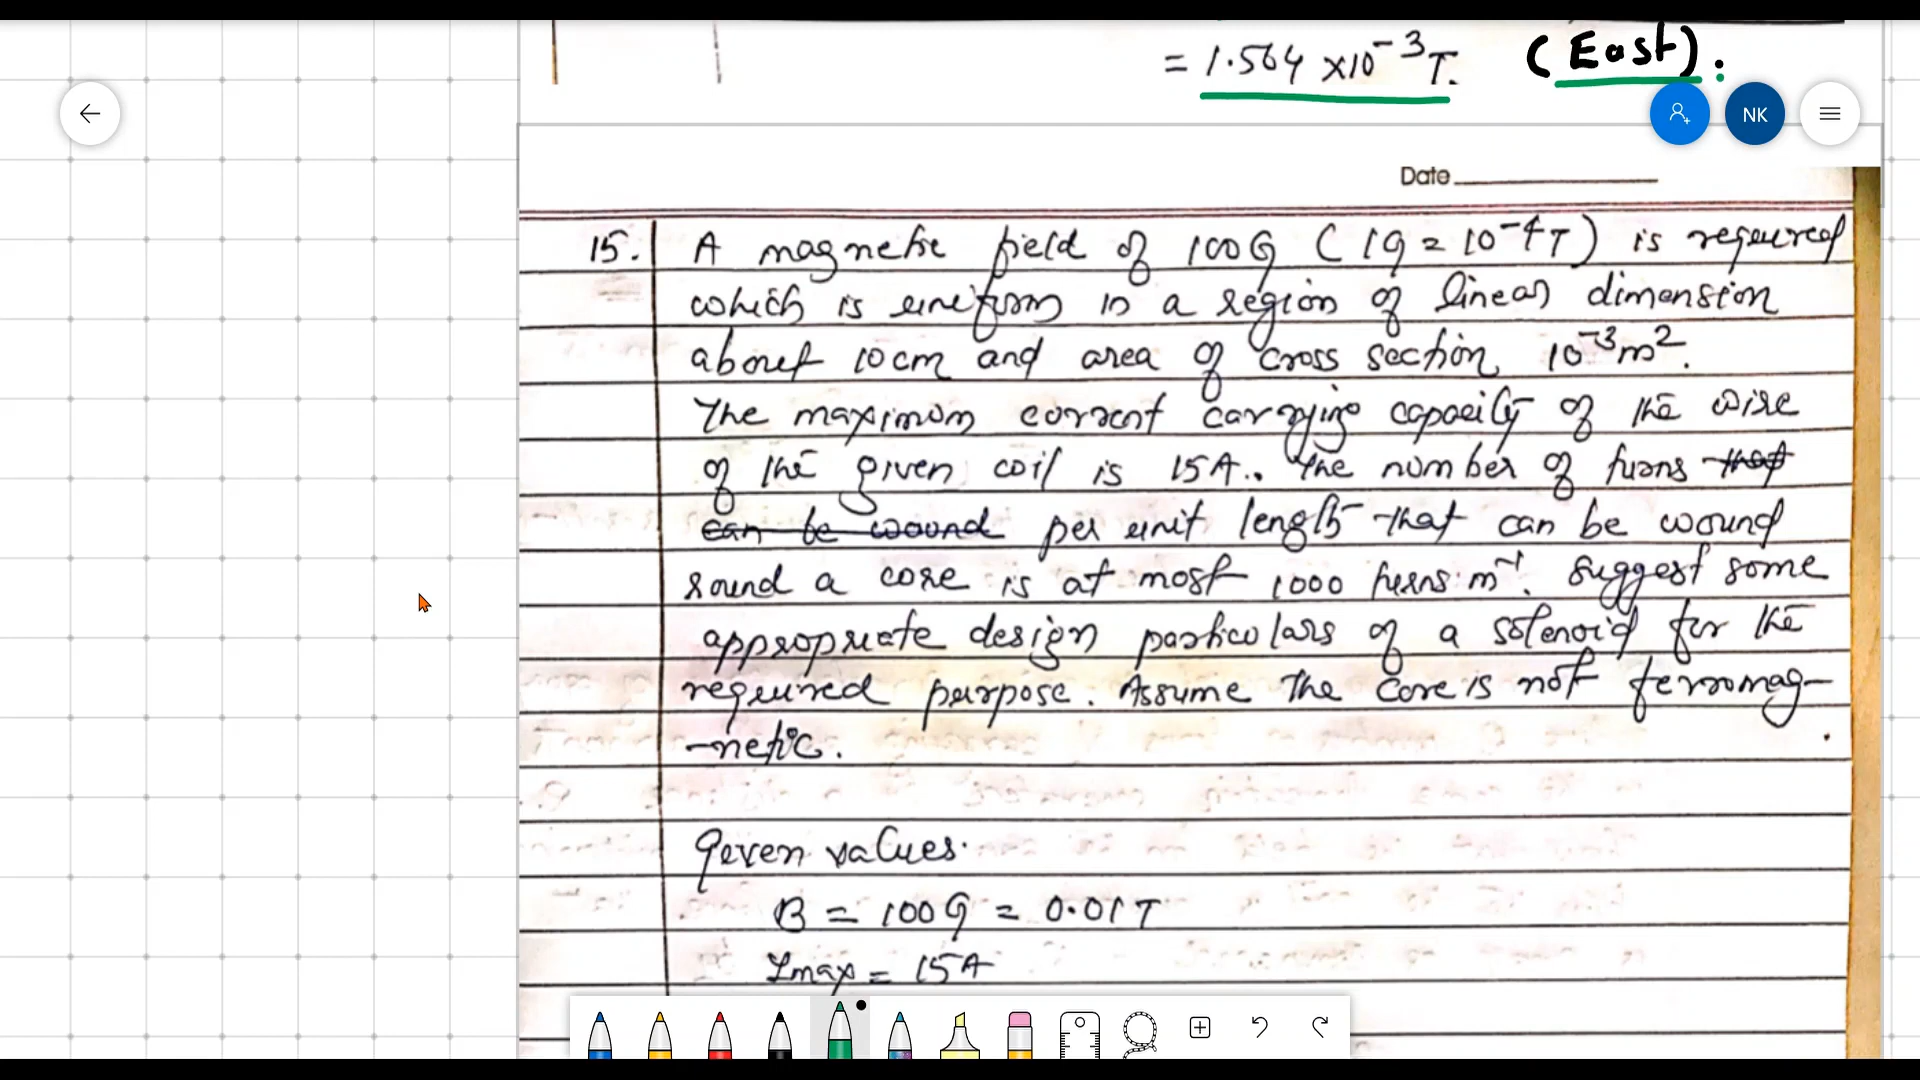 = 1.564 ×10⁻³ T. (East).
NK
Date
15. A magnetic field of 100G ( 1G = 10⁻⁴T ) is required
which is uniform in a region of linear dimension
about 10cm and area of cross section 10⁻³m².
The maximum current carrying capacity of the wire
of the given coil is 15A.. The number of turns that
can be wound per unit length that can be wound
round a core is at most 1000 turns m⁻¹. Suggest some
appropriate design particulars of a solenoid for the
required purpose. Assume the core is not ferromag-
-netic.
Given values.
B = 100G = 0.01T
Imax = 15A